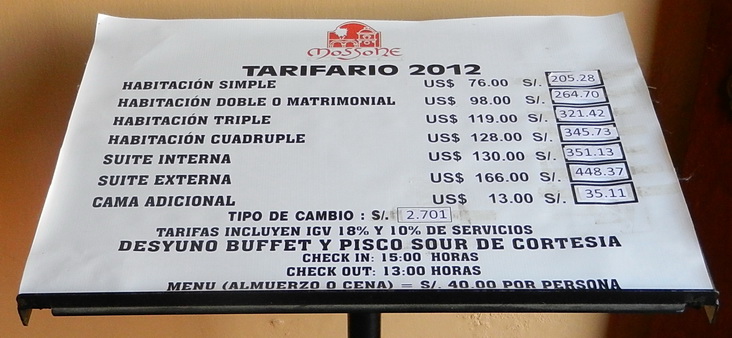 MOSSONE
TARIFARIO 2012
HABITACIÓN SIMPLE US$ 76.00 S/. 205.28
HABITACIÓN DOBLE O MATRIMONIAL US$ 98.00 S/. 264.70
HABITACIÓN TRIPLE US$ 119.00 S/. 321.42
HABITACIÓN CUADRUPLE US$ 128.00 S/. 345.73
SUITE INTERNA US$ 130.00 S/. 351.13
SUITE EXTERNA US$ 166.00 S/. 448.37
CAMA ADICIONAL US$ 13.00 S/. 35.11
TIPO DE CAMBIO : S/. 2.701
TARIFAS INCLUYEN IGV 18% Y 10% DE SERVICIOS
DESYUNO BUFFET Y PISCO SOUR DE CORTESIA
CHECK IN: 15:00 HORAS
CHECK OUT: 13:00 HORAS
MENU (ALMUERZO O CENA) = S/. 40.00 POR PERSONA